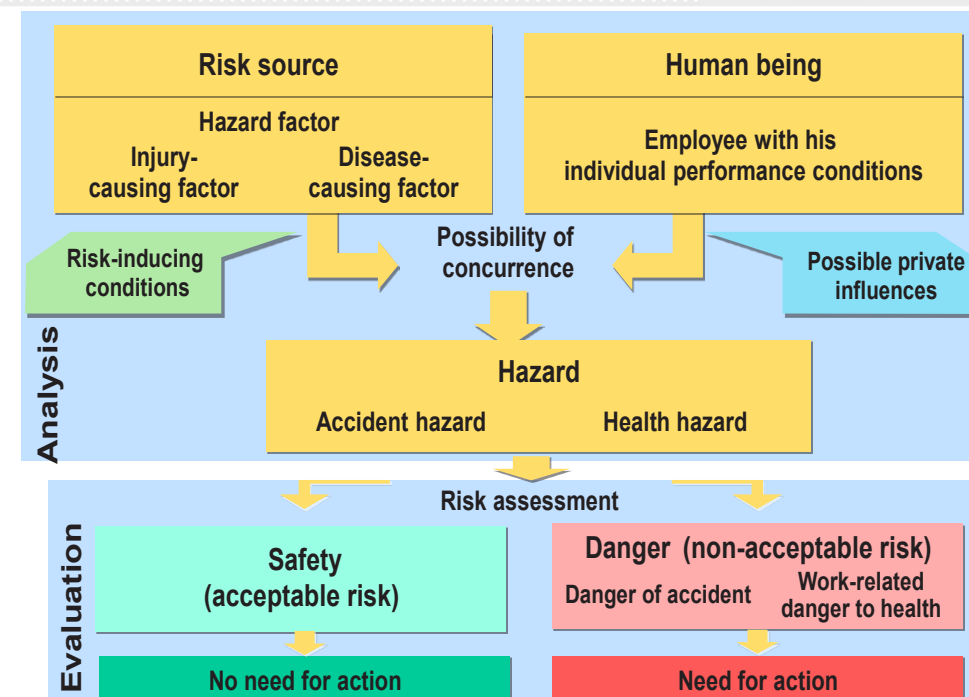 Risk source
Human being
Hazard factor
Injury-
causing factor
Disease-
causing factor
Employee with his
individual performance conditions
Risk-inducing
conditions
Possibility of
concurrence
Possible private
influences
Analysis
Hazard
Accident hazard
Health hazard
Risk assessment
Evaluation
Safety
(acceptable risk)
Danger (non-acceptable risk)
Danger of accident
Work-related
danger to health
No need for action
Need for action